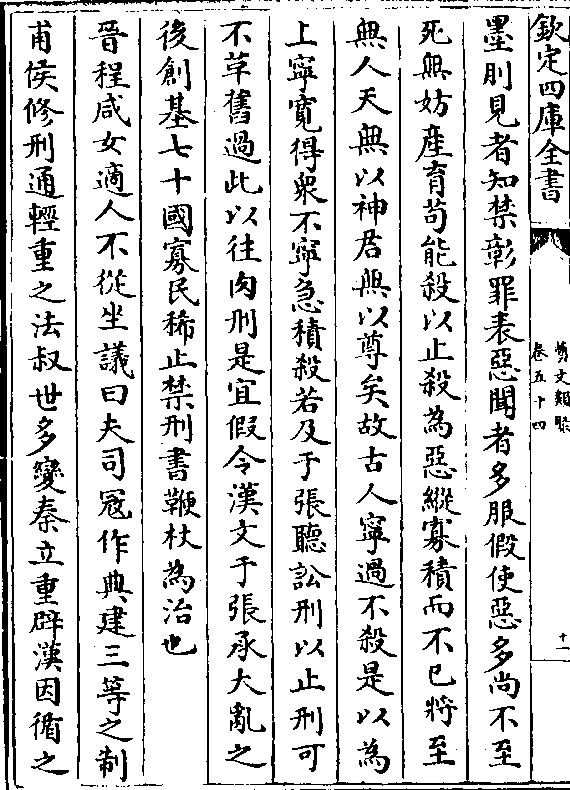 欽定四庫全書
藝文類聚
卷五十四
十一
墨刖見者知禁彰罪表惡聞者多服假使惡多尚不至
死無妨產育苟能殺以止殺為惡縱寡積而不已將至
無人天無以神君無以尊矣故古人寧過不殺是以為
上寧寬得衆不寧急積殺若及于張聽訟刑以止刑可
不革舊過此以往肉刑是宜假令漢文于張承大亂之
後創基七十國寡民稀止禁刑書鞭杖為治也
晉程咸女適人不從坐議曰夫司冦作典建三等之制
甫侯修刑通輕重之法叔世多變秦立重辟漢因循之